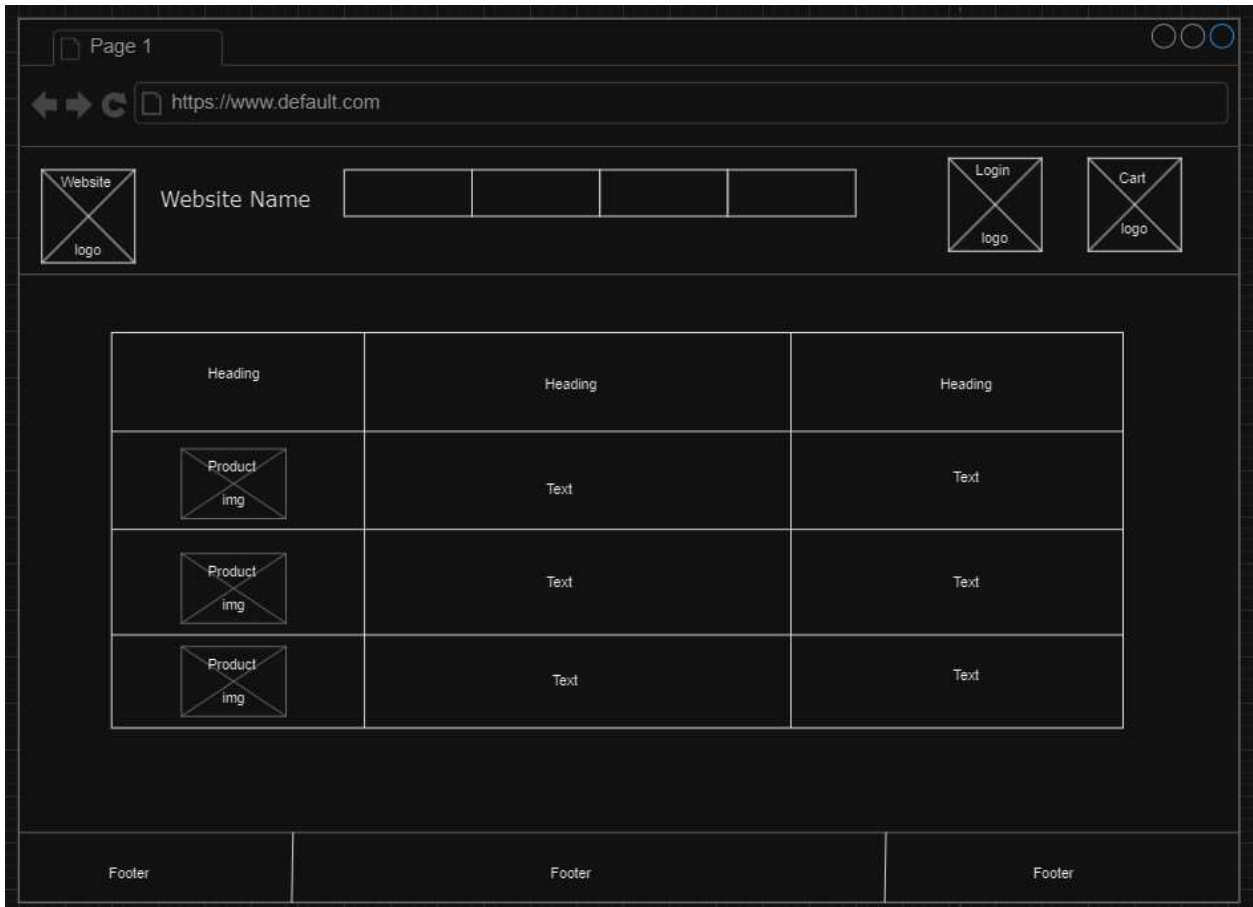 Page 1
https://www.default.com
Website
logo
Website Name
Login
logo
Cart
logo
Heading
Heading
Heading
Product
img
Text
Text
Product
img
Text
Text
Product
img
Text
Text
Footer
Footer
Footer